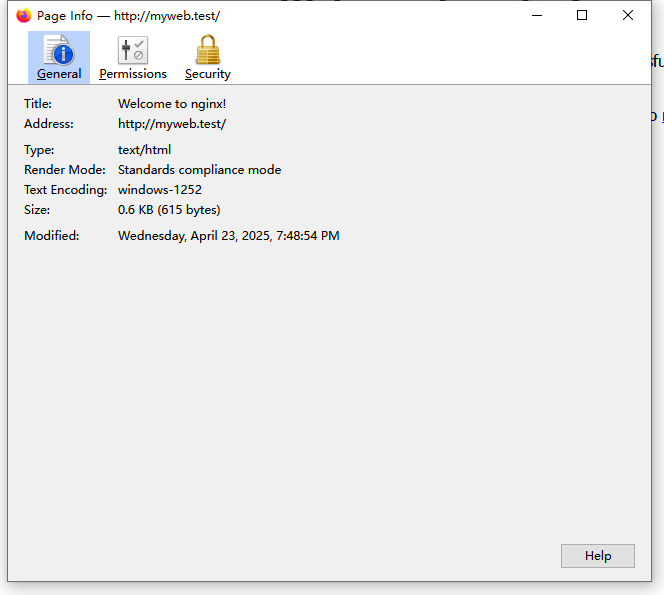 Page Info — http://myweb.test/
General Permissions Security
Title: Welcome to nginx!
Address: http://myweb.test/
Type: text/html
Render Mode: Standards compliance mode
Text Encoding: windows-1252
Size: 0.6 KB (615 bytes)
Modified: Wednesday, April 23, 2025, 7:48:54 PM
Help